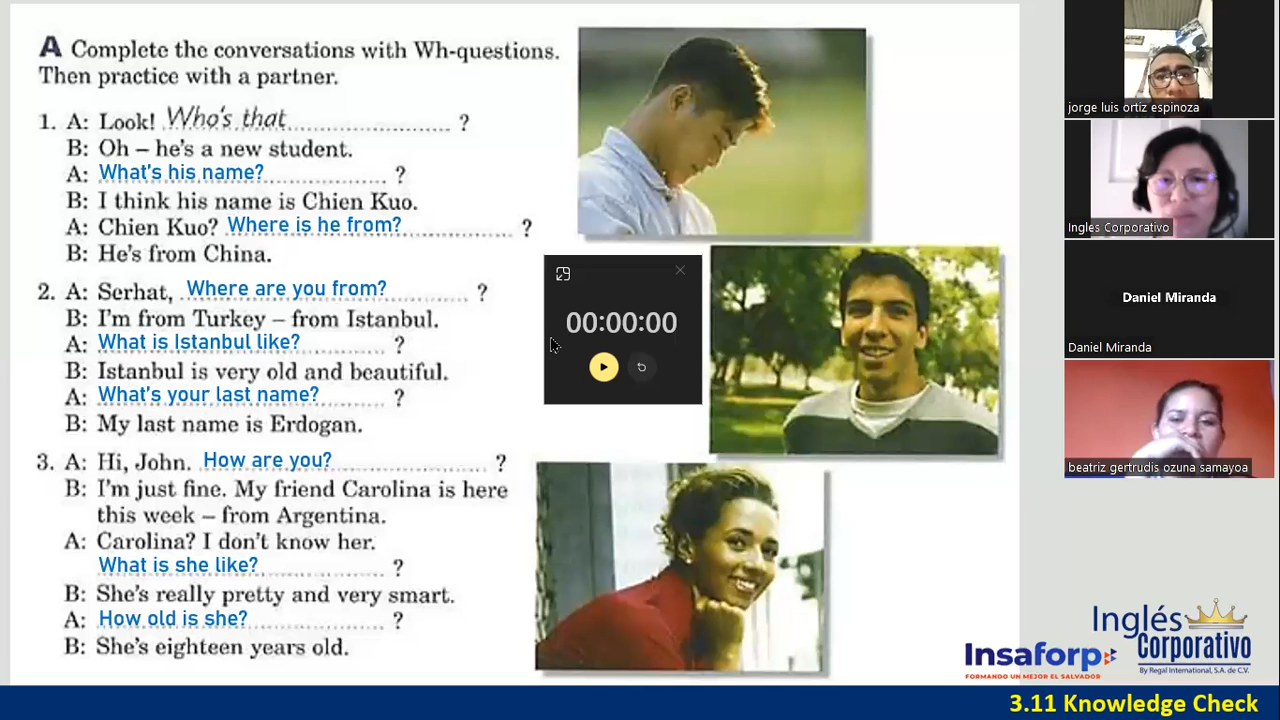 A Complete the conversations with Wh-questions.
Then practice with a partner.
1. A: Look! Who's that ?
B: Oh – he's a new student.
A: What's his name? ?
B: I think his name is Chien Kuo.
A: Chien Kuo? Where is he from? ?
B: He's from China.
2. A: Serhat, Where are you from? ?
B: I'm from Turkey – from Istanbul.
A: What is Istanbul like? ?
B: Istanbul is very old and beautiful.
A: What's your last name? ?
B: My last name is Erdogan.
3. A: Hi, John. How are you? ?
B: I'm just fine. My friend Carolina is here
this week – from Argentina.
A: Carolina? I don't know her.
What is she like? ?
B: She's really pretty and very smart.
A: How old is she? ?
B: She's eighteen years old.
00:00:00
jorge luis ortiz espinoza
Ingles Corporativo
Daniel Miranda
Daniel Miranda
beatriz gertrudis ozuna samayoa
Inglés
Corporativo
By Regal International, S.A. de C.V.
Insaforp
FORMANDO UN MEJOR EL SALVADOR
3.11 Knowledge Check